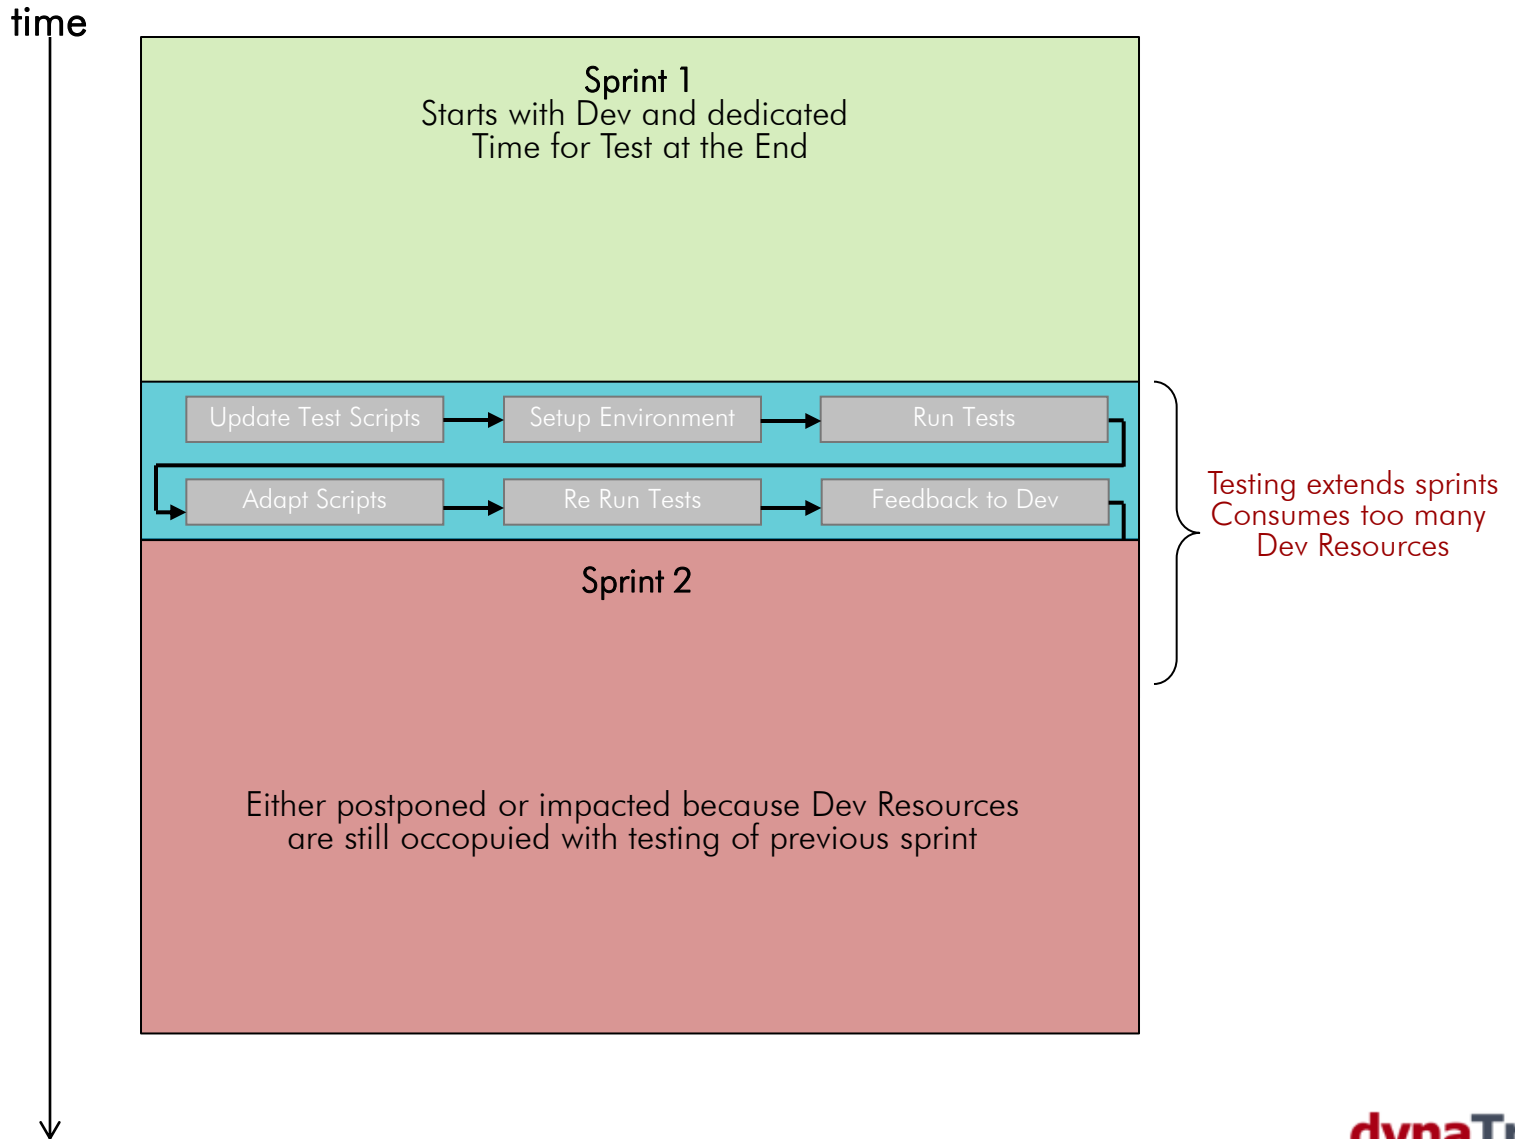 time
Sprint 1
Starts with Dev and dedicated
Time for Test at the End
Update Test Scripts
Setup Environment
Run Tests
Adapt Scripts
Re Run Tests
Feedback to Dev
Testing extends sprints
Consumes too many
Dev Resources
Sprint 2
Either postponed or impacted because Dev Resources
are still occopuied with testing of previous sprint